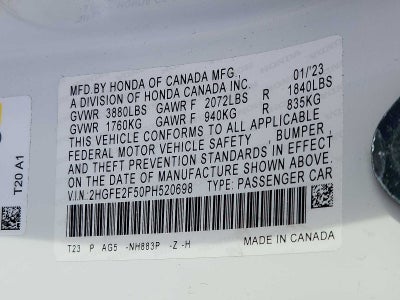 MFD.BY HONDA OF CANADA MFG., 01/'23
A DIVISION OF HONDA CANADA INC.
GVWR 3880LBS GAWR F 2072LBS R 1840LBS
GVWR 1760KG GAWR F 940KG R 835KG
THIS VEHICLE CONFORMS TO ALL APPLICABLE
FEDERAL MOTOR VEHICLE SAFETY, BUMPER,
AND THEFT PREVENTION STANDARDS IN EFFECT
ON THE DATE OF MANUFACTURE SHOWN ABOVE.
V.I.N:2HGFE2F50PH520698 TYPE: PASSENGER CAR
T23 P AG5 -NH883P -Z -H
MADE IN CANADA
T20 A1